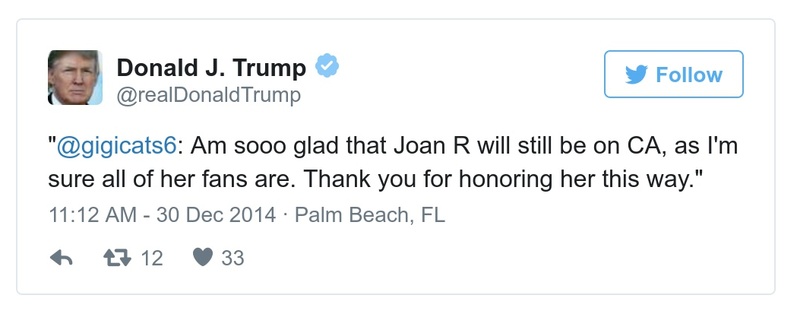 Donald J. Trump
@realDonaldTrump
Follow
"@gigicats6: Am sooo glad that Joan R will still be on CA, as I'm
sure all of her fans are. Thank you for honoring her this way."
11:12 AM - 30 Dec 2014 · Palm Beach, FL
12 33